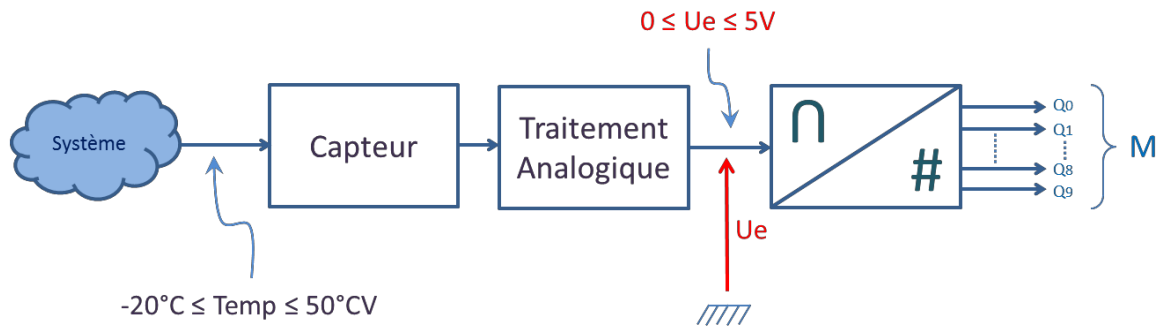 0 ≤ Ue ≤ 5V
Système
Capteur
Traitement
Analogique
∩
#
Q0
Q1
Q8
Q9
M
Ue
-20°C ≤ Temp ≤ 50°CV